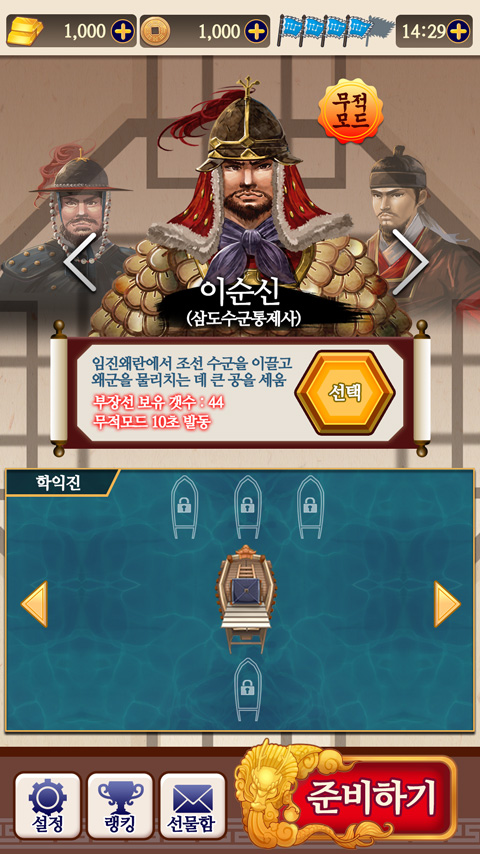 1,000
1,000
14:29
무적
모드
이순신
(삼도수군통제사)
임진왜란에서 조선 수군을 이끌고
왜군을 물리치는 데 큰 공을 세움
부장선 보유 갯수 : 44
무적모드 10초 발동
선택
학익진
설정
랭킹
선물함
준비하기